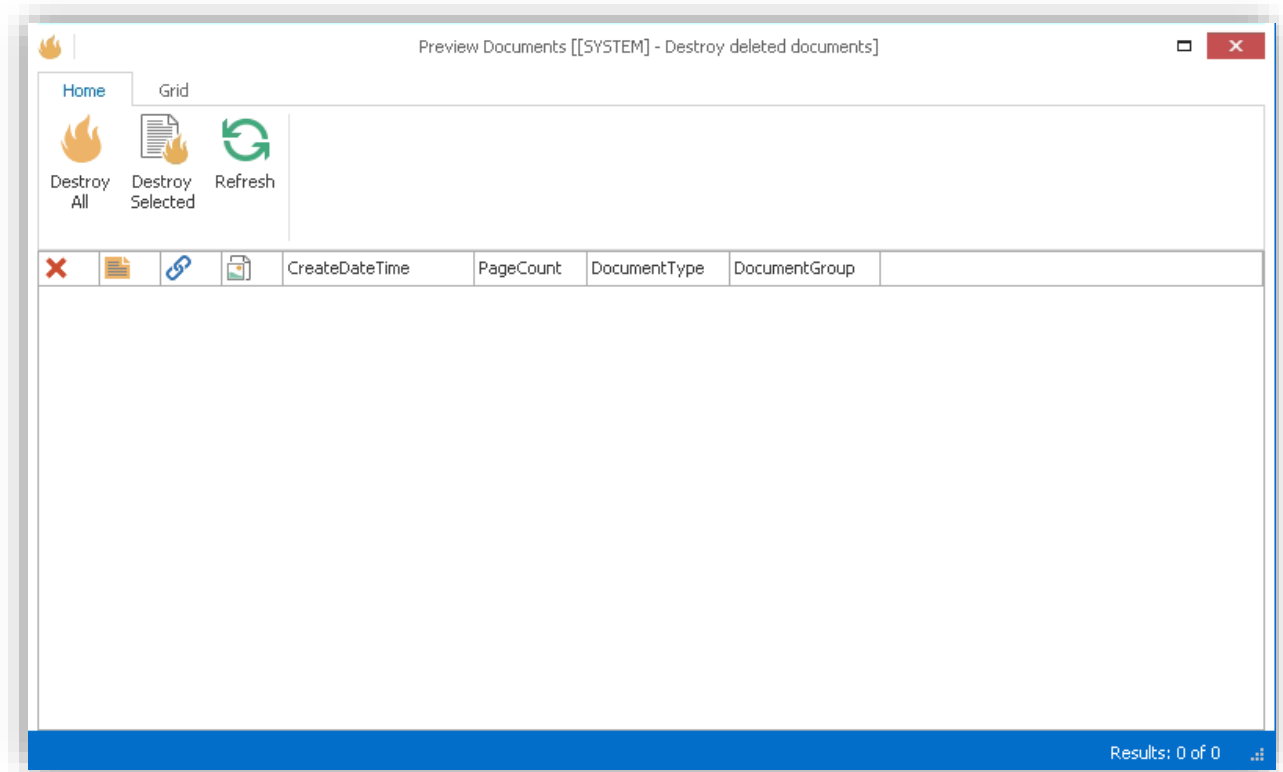 Preview Documents [[SYSTEM] - Destroy deleted documents]
Home Grid
Destroy All
Destroy Selected
Refresh
CreateDateTime PageCount DocumentType DocumentGroup
Results: 0 of 0